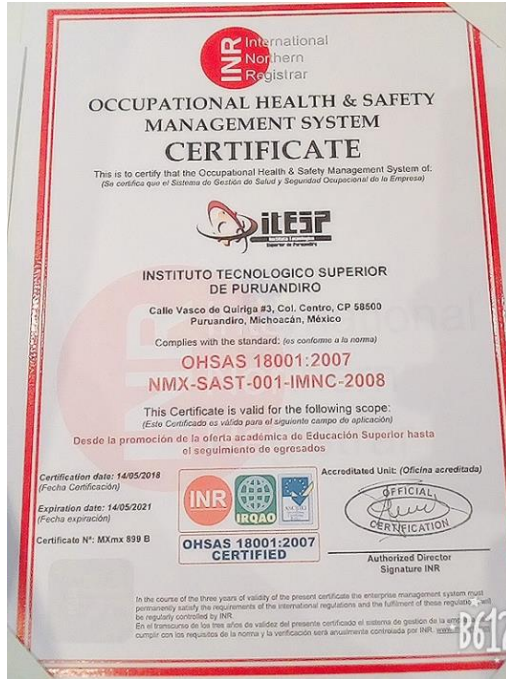 INR International
Northern
Registrar
OCCUPATIONAL HEALTH & SAFETY
MANAGEMENT SYSTEM
CERTIFICATE
This is to certify that the Occupational Health & Safety Management System of:
(Se certifica que el Sistema de Gestión de Salud y Seguridad Ocupacional de la Empresa)
itESP
Instituto Tecnológico
Superior de Puruándiro
INSTITUTO TECNOLOGICO SUPERIOR
DE PURUANDIRO
Calle Vasco de Quiriga #3, Col. Centro, CP 58500
Puruandiro, Michoacán, México
Complies with the standard: (es conforme a la norma)
OHSAS 18001:2007
NMX-SAST-001-IMNC-2008
This Certificate is valid for the following scope:
(Este Certificado es válido para el siguiente campo de aplicación)
Desde la promoción de la oferta académica de Educación Superior hasta
el seguimiento de egresados
Certification date: 14/05/2018
(Fecha Certificación)
Expiration date: 14/05/2021
(Fecha expiración)
Certificate Nº: MXmx 899 B
INR
IRQAO
OHSAS 18001:2007
CERTIFIED
Accredited Unit: (Oficina acreditada)
OFFICIAL
CERTIFICATION
Authorized Director
Signature INR
In the course of the three years of validity of the present certificate the enterprise management system must
permanently satisfy the requirements of the international regulations and the fulfilment of these regulations will
be regularly controlled by INR.
En el transcurso de los tres años de validez del presente certificado el sistema de gestión de la
cumplir con los requisitos de la norma y la verificación será anualmente controlada por INR.
B612